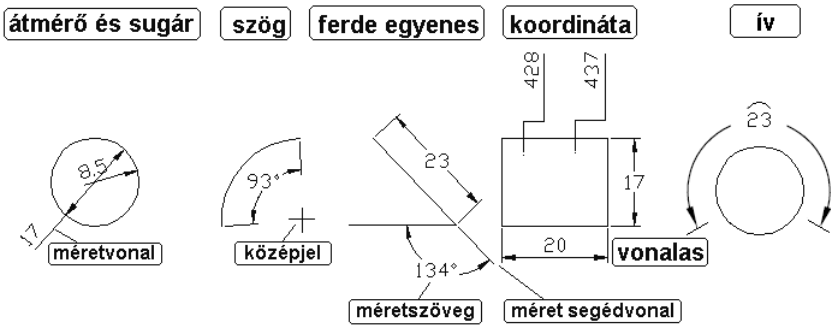 átmérő és sugár
szög
ferde egyenes
koordináta
ív
428
437
23
8.5
93°
23
17
17
20
134°
méretvonal
középjel
vonalas
méretszöveg
méret segédvonal